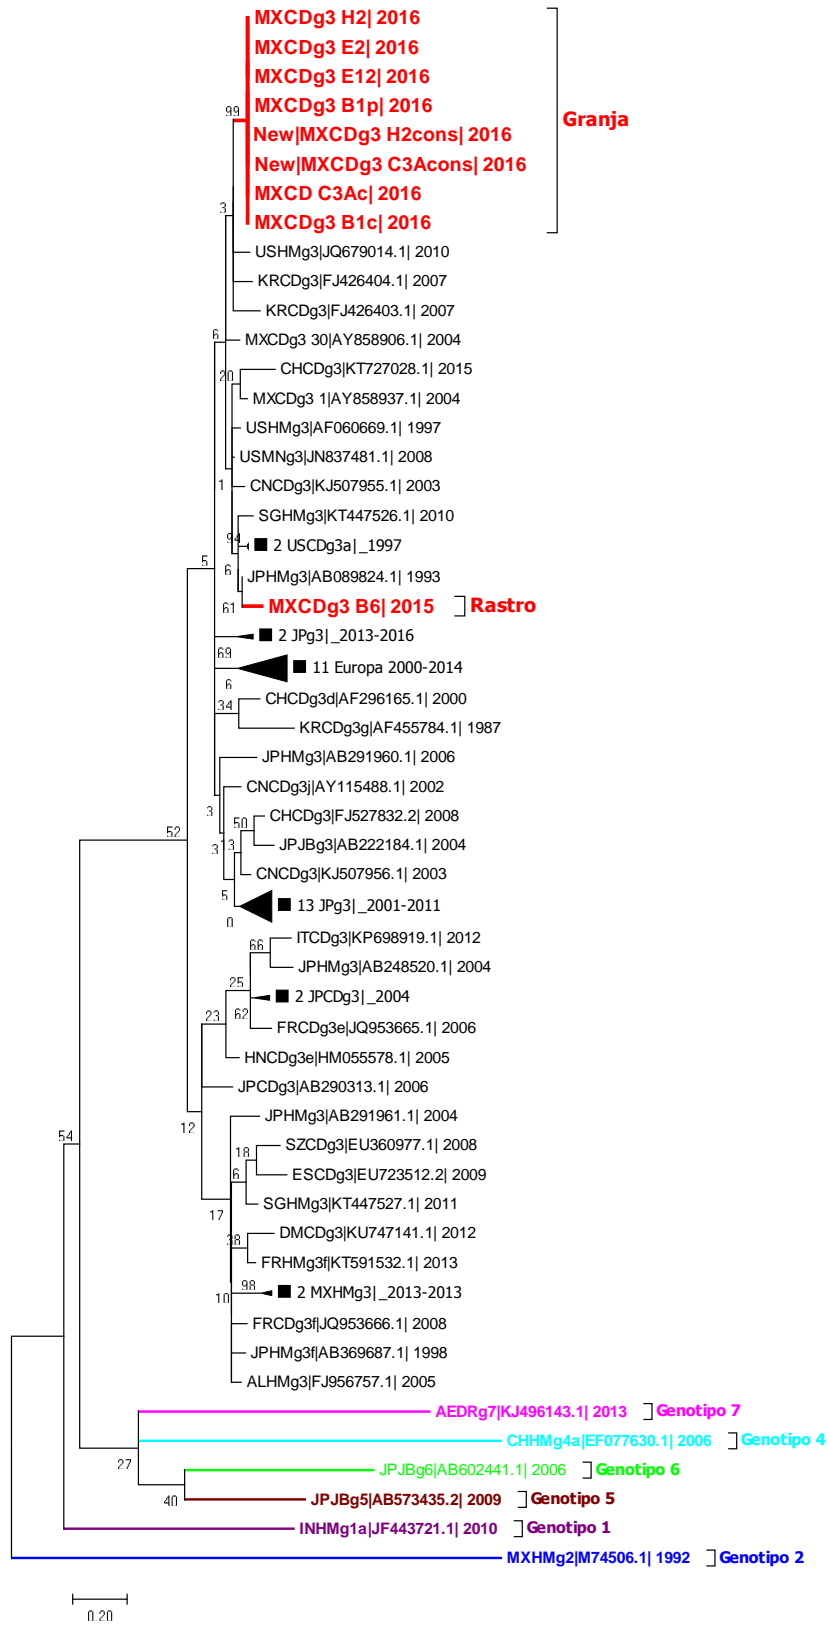 MXCDg3 H2| 2016
MXCDg3 E2| 2016
MXCDg3 E12| 2016
99
MXCDg3 B1p| 2016
Granja
New|MXCDg3 H2cons| 2016
New|MXCDg3 C3Acons| 2016
MXCD C3Ac| 2016
3
MXCDg3 B1c| 2016
USHMg3|JQ679014.1| 2010
KRCDg3|FJ426404.1| 2007
KRCDg3|FJ426403.1| 2007
6
MXCDg3 30|AY858906.1| 2004
CHCDg3|KT727028.1| 2015
20
MXCDg3 1|AY858937.1| 2004
USHMg3|AF060669.1| 1997
USMNg3|JN837481.1| 2008
1
CNCDg3|KJ507955.1| 2003
SGHMg3|KT447526.1| 2010
94
2 USCDg3a|_1997
5
6
JPHMg3|AB089824.1| 1993
61
MXCDg3 B6| 2015
Rastro
2 JPg3|_2013-2016
69
11 Europa 2000-2014
6
CHCDg3d|AF296165.1| 2000
34
KRCDg3g|AF455784.1| 1987
JPHMg3|AB291960.1| 2006
CNCDg3j|AY115488.1| 2002
3
CHCDg3|FJ527832.2| 2008
50
52
3
13
JPJBg3|AB222184.1| 2004
CNCDg3|KJ507956.1| 2003
5
13 JPg3|_2001-2011
0
ITCDg3|KP698919.1| 2012
66
JPHMg3|AB248520.1| 2004
25
2 JPCDg3|_2004
62
23
FRCDg3e|JQ953665.1| 2006
HNCDg3e|HM055578.1| 2005
JPCDg3|AB290313.1| 2006
12
JPHMg3|AB291961.1| 2004
54
18
SZCDg3|EU360977.1| 2008
6
ESCDg3|EU723512.2| 2009
SGHMg3|KT447527.1| 2011
17
DMCDg3|KU747141.1| 2012
38
FRHMg3f|KT591532.1| 2013
98
2 MXHMg3|_2013-2013
10
FRCDg3f|JQ953666.1| 2008
JPHMg3f|AB369687.1| 1998
ALHMg3|FJ956757.1| 2005
AEDRg7|KJ496143.1| 2013
Genotipo 7
CHHMg4a|EF077630.1| 2006
Genotipo 4
27
JPJBg6|AB602441.1| 2006
Genotipo 6
40
JPJBg5|AB573435.2| 2009
Genotipo 5
INHMg1a|JF443721.1| 2010
Genotipo 1
MXHMg2|M74506.1| 1992
Genotipo 2
0.20